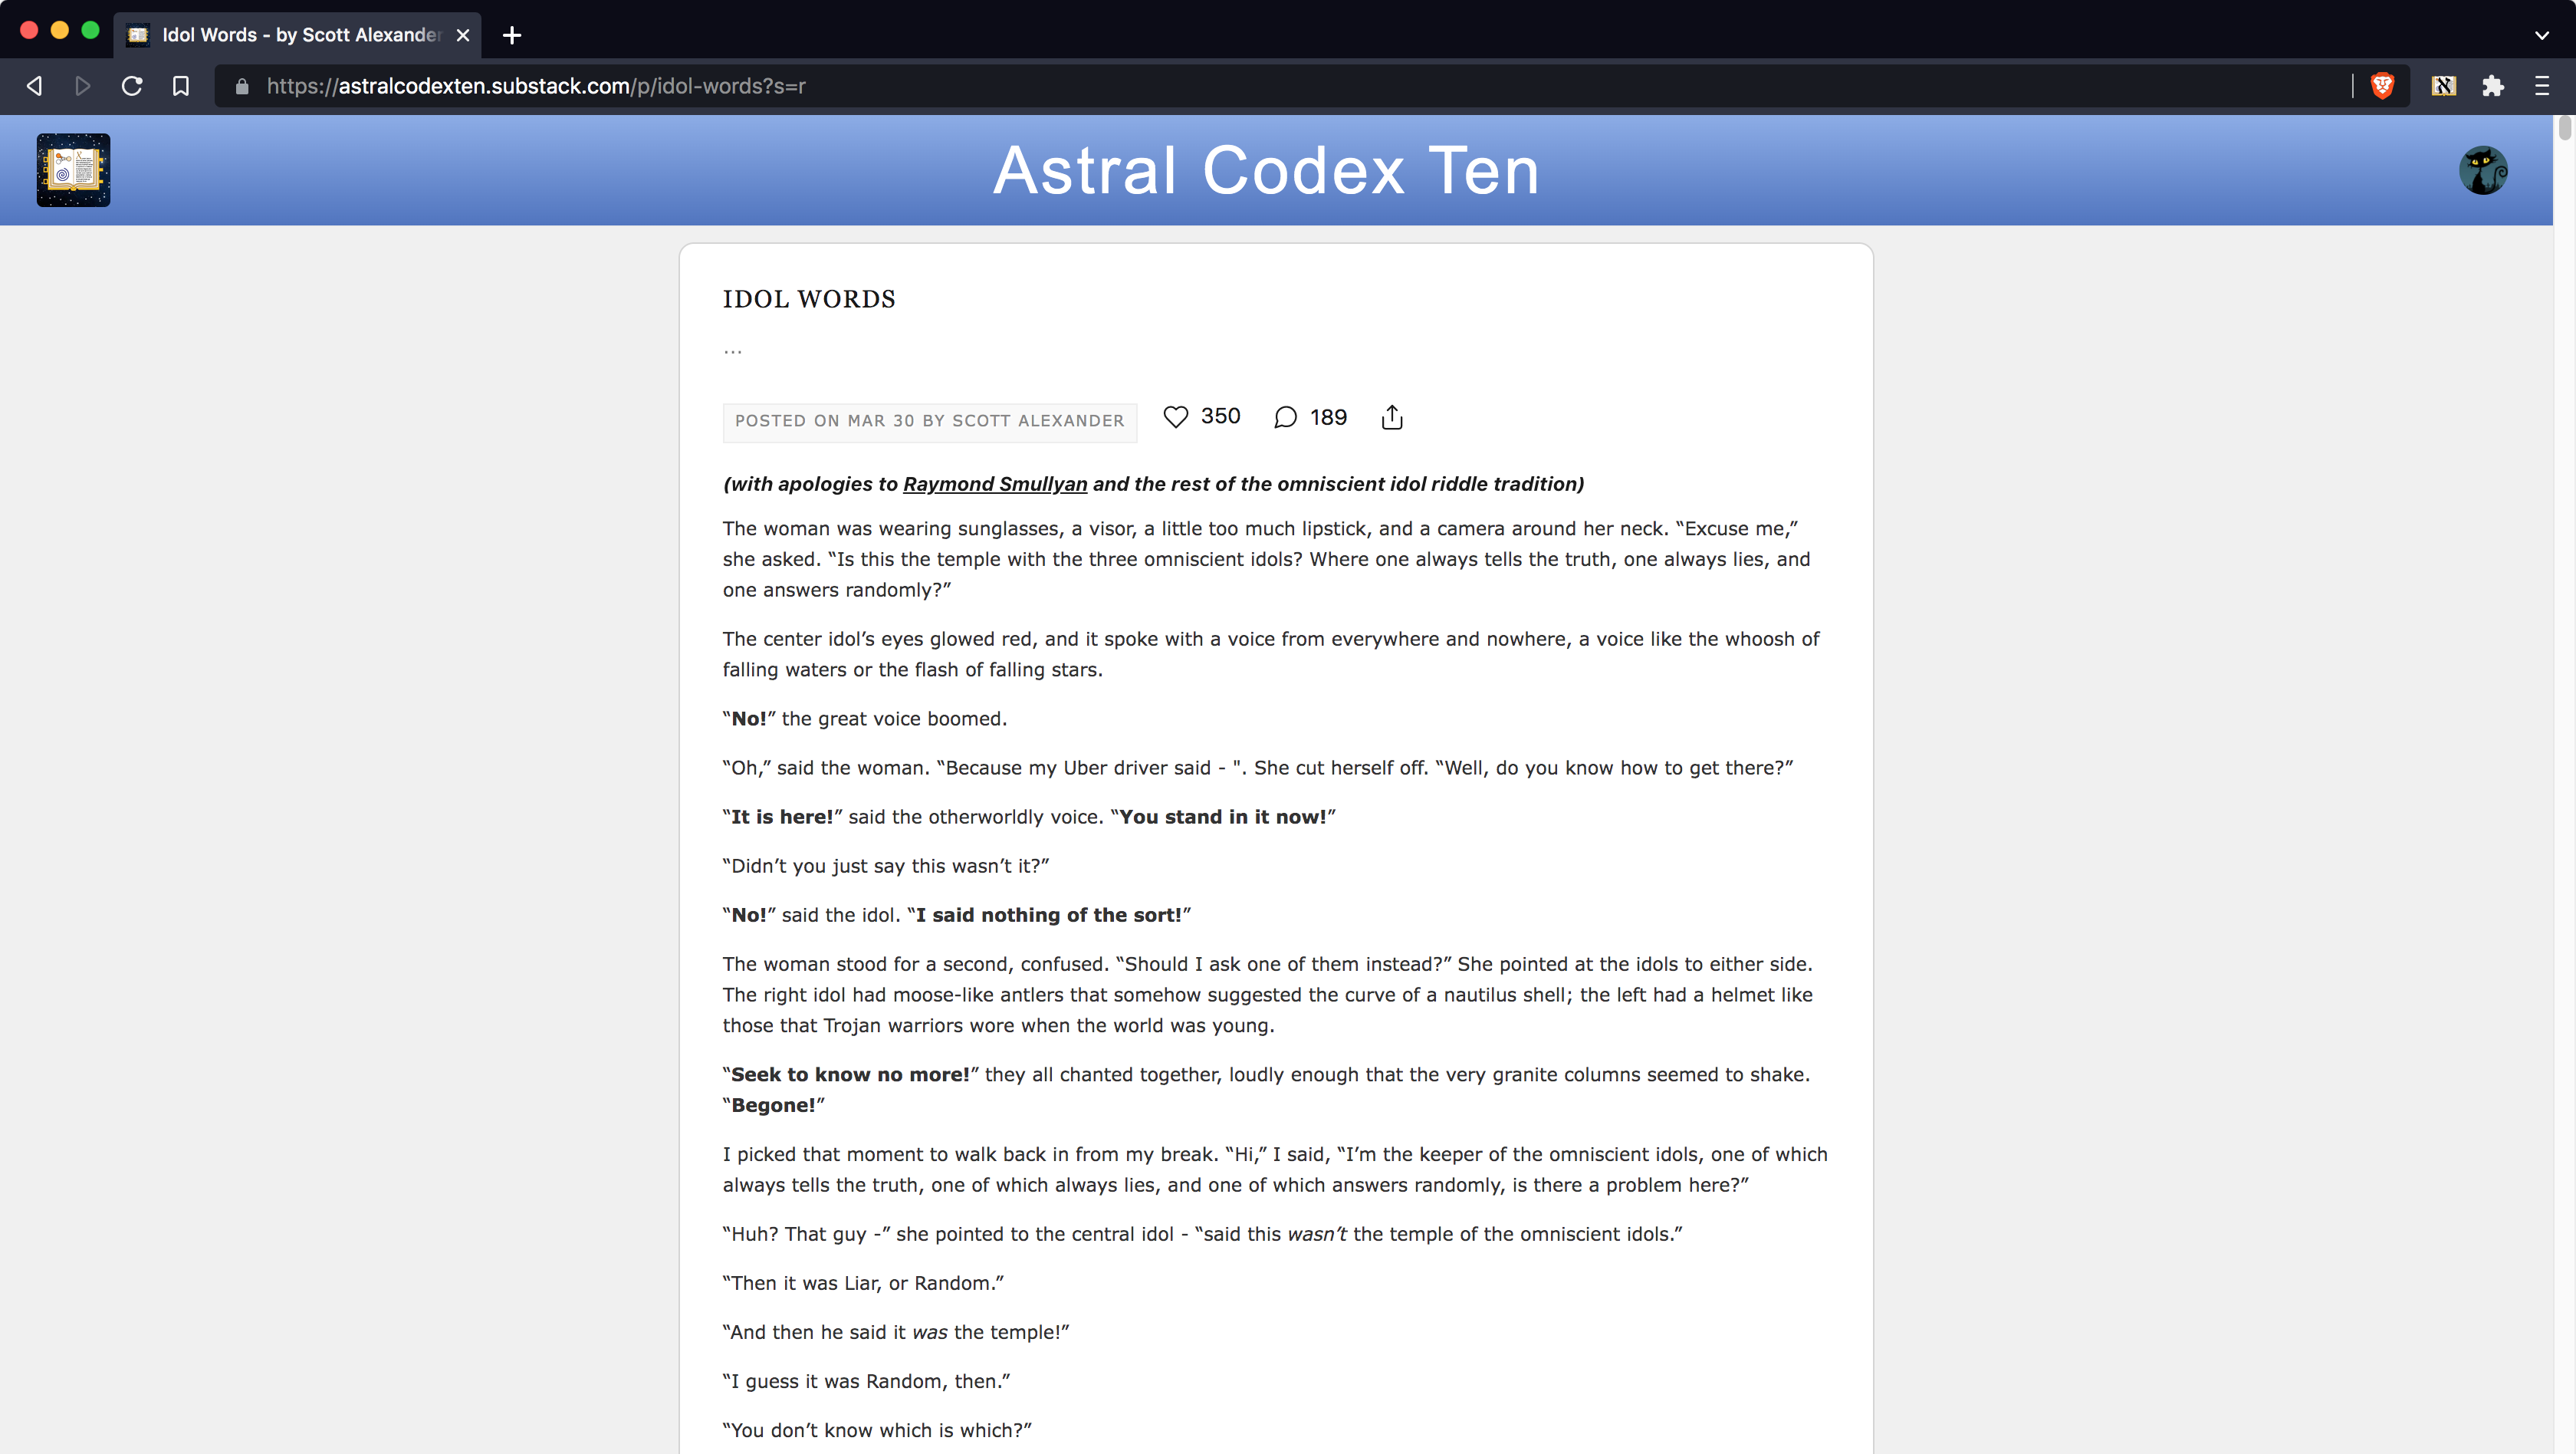 Idol Words - by Scott Alexander
https://astralcodexten.substack.com/p/idol-words?s=r
Astral Codex Ten
IDOL WORDS
...
POSTED ON MAR 30 BY SCOTT ALEXANDER
350
189
(with apologies to Raymond Smullyan and the rest of the omniscient idol riddle tradition)
The woman was wearing sunglasses, a visor, a little too much lipstick, and a camera around her neck. “Excuse me,”
she asked. “Is this the temple with the three omniscient idols? Where one always tells the truth, one always lies, and
one answers randomly?”
The center idol’s eyes glowed red, and it spoke with a voice from everywhere and nowhere, a voice like the whoosh of
falling waters or the flash of falling stars.
“No!” the great voice boomed.
“Oh,” said the woman. “Because my Uber driver said - ". She cut herself off. “Well, do you know how to get there?”
“It is here!” said the otherworldly voice. “You stand in it now!”
“Didn’t you just say this wasn’t it?”
“No!” said the idol. “I said nothing of the sort!”
The woman stood for a second, confused. “Should I ask one of them instead?” She pointed at the idols to either side.
The right idol had moose-like antlers that somehow suggested the curve of a nautilus shell; the left had a helmet like
those that Trojan warriors wore when the world was young.
“Seek to know no more!” they all chanted together, loudly enough that the very granite columns seemed to shake.
“Begone!”
I picked that moment to walk back in from my break. “Hi,” I said, “I’m the keeper of the omniscient idols, one of which
always tells the truth, one of which always lies, and one of which answers randomly, is there a problem here?”
“Huh? That guy -” she pointed to the central idol - “said this wasn’t the temple of the omniscient idols.”
“Then it was Liar, or Random.”
“And then he said it was the temple!”
“I guess it was Random, then.”
“You don’t know which is which?”